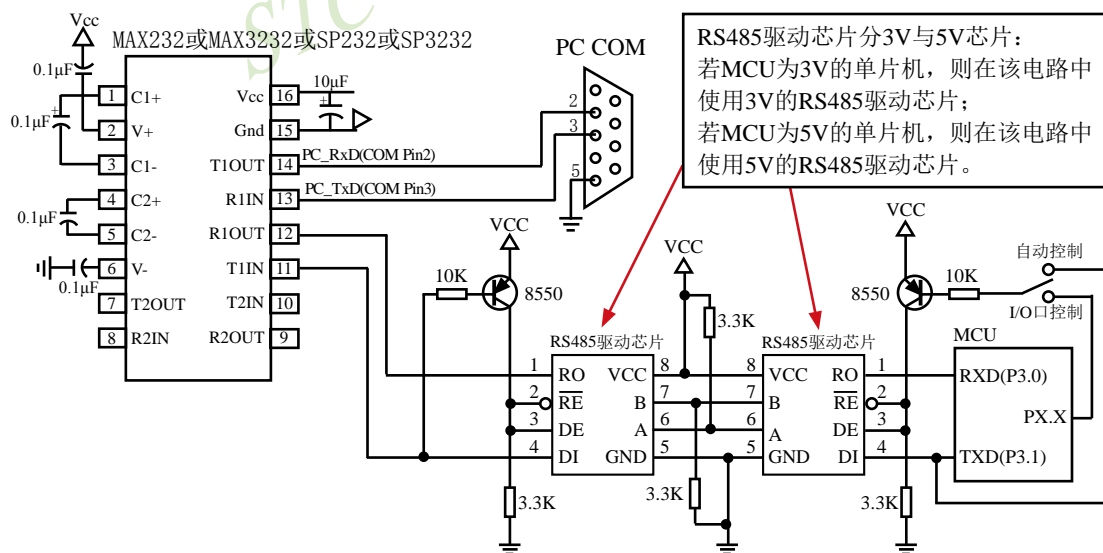 STC
Vcc
MAX232或MAX3232或SP232或SP3232
0.1μF
0.1μF
1 C1+
2 V+
3 C1-
4 C2+
0.1μF
5 C2-
6 V-
0.1μF
7 T2OUT
8 R2IN
10μF
+
+
Vcc 16
Gnd 15
T1OUT 14
R1IN 13
R1OUT 12
T1IN 11
T2IN 10
R2OUT 9
PC_RxD(COM Pin2)
PC_TxD(COM Pin3)
PC COM
2
3
5
RS485驱动芯片分3V与5V芯片：
若MCU为3V的单片机，则在该电路中
使用3V的RS485驱动芯片；
若MCU为5V的单片机，则在该电路中
使用5V的RS485驱动芯片。
VCC
10K
8550
VCC
3.3K
VCC
8550
10K
自动控制
I/O口控制
RS485驱动芯片
1 RO
2 RE
3 DE
4 DI
VCC 8
B 7
A 6
GND 5
3.3K
3.3K
RS485驱动芯片
8 VCC
7 B
6 A
5 GND
RO 1
RE 2
DE 3
DI 4
3.3K
MCU
RXD(P3.0)
PX.X
TXD(P3.1)